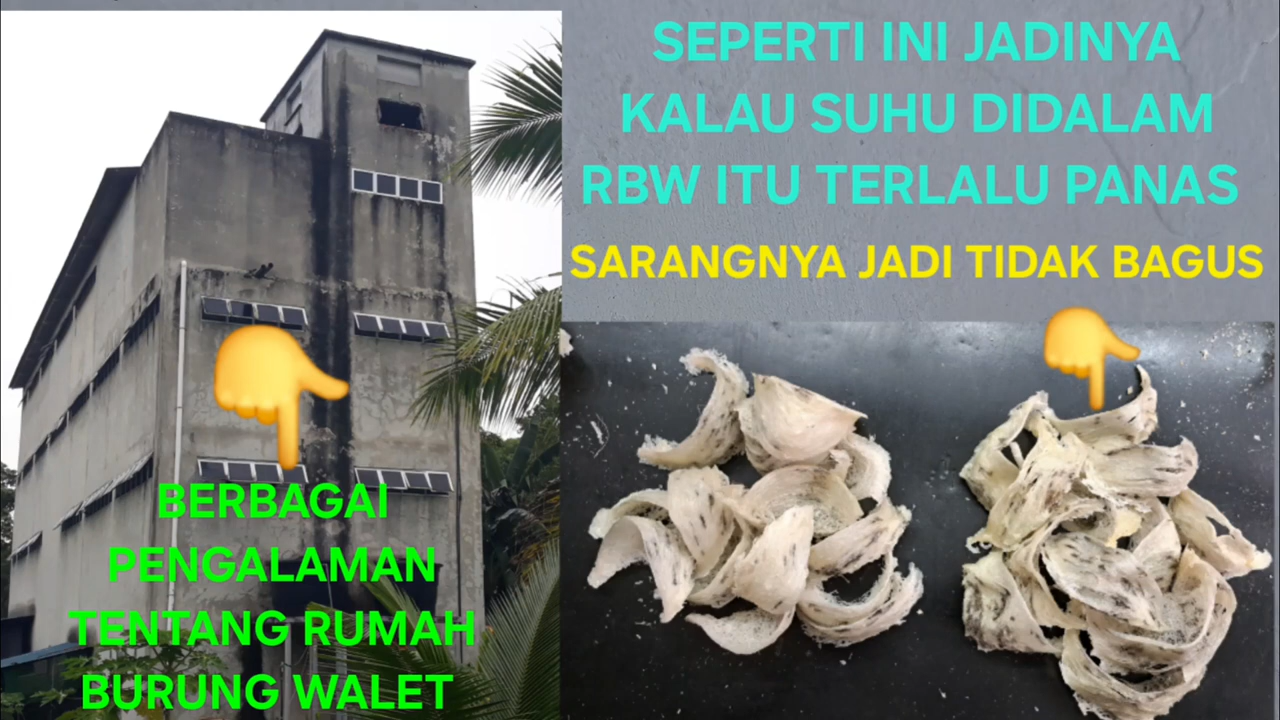 SEPERTI INI JADINYA
KALAU SUHU DIDALAM
RBW ITU TERLALU PANAS
SARANGNYA JADI TIDAK BAGUS
BERBAGAI
PENGALAMAN
TENTANG RUMAH
BURUNG WALET